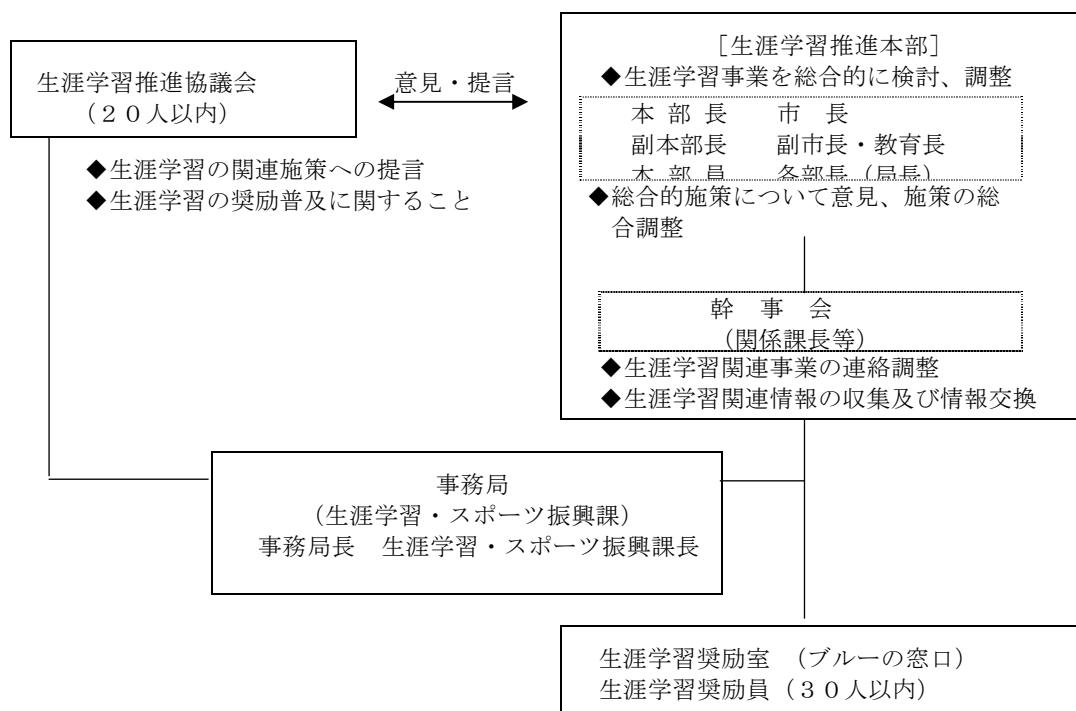 生涯学習推進協議会
（２０人以内）
◆生涯学習の関連施策への提言
◆生涯学習の奨励普及に関すること
意見・提言
［生涯学習推進本部］
◆生涯学習事業を総合的に検討、調整
本 部 長　市　長
副本部長　副市長・教育長
本 部 員　各部長（局長）
◆総合的施策について意見、施策の総
合調整
幹　事　会
（関係課長等）
◆生涯学習関連事業の連絡調整
◆生涯学習関連情報の収集及び情報交換
事務局
（生涯学習・スポーツ振興課）
事務局長　生涯学習・スポーツ振興課長
生涯学習奨励室　（ブルーの窓口）
生涯学習奨励員（３０人以内）